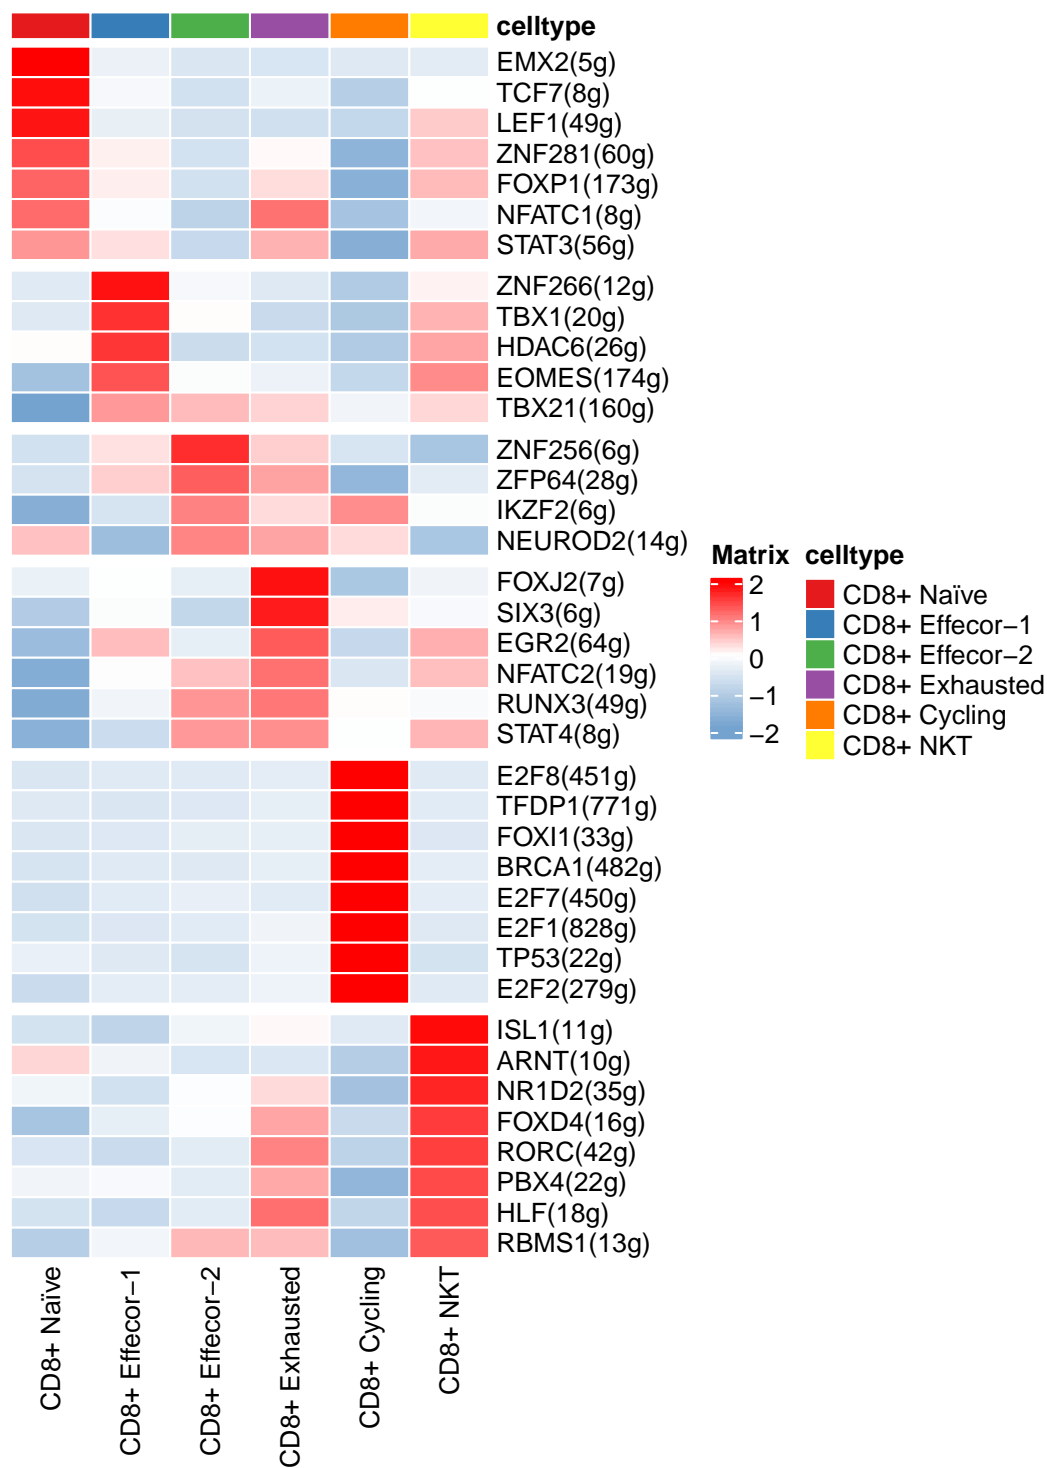 celltype
EMX2(5g)
TCF7(8g)
LEF1(49g)
ZNF281(60g)
FOXP1(173g)
NFATC1(8g)
STAT3(56g)
ZNF266(12g)
TBX1(20g)
HDAC6(26g)
EOMES(174g)
TBX21(160g)
ZNF256(6g)
ZFP64(28g)
IKZF2(6g)
NEUROD2(14g)
FOXJ2(7g)
SIX3(6g)
EGR2(64g)
NFATC2(19g)
RUNX3(49g)
STAT4(8g)
E2F8(451g)
TFDP1(771g)
FOXI1(33g)
BRCA1(482g)
E2F7(450g)
E2F1(828g)
TP53(22g)
E2F2(279g)
ISL1(11g)
ARNT(10g)
NR1D2(35g)
FOXD4(16g)
RORC(42g)
PBX4(22g)
HLF(18g)
RBMS1(13g)
CD8+ Naïve
CD8+ Effecor−1
CD8+ Effecor−2
CD8+ Exhausted
CD8+ Cycling
CD8+ NKT
Matrix
2
1
0
−1
−2
celltype
CD8+ Naïve
CD8+ Effecor−1
CD8+ Effecor−2
CD8+ Exhausted
CD8+ Cycling
CD8+ NKT